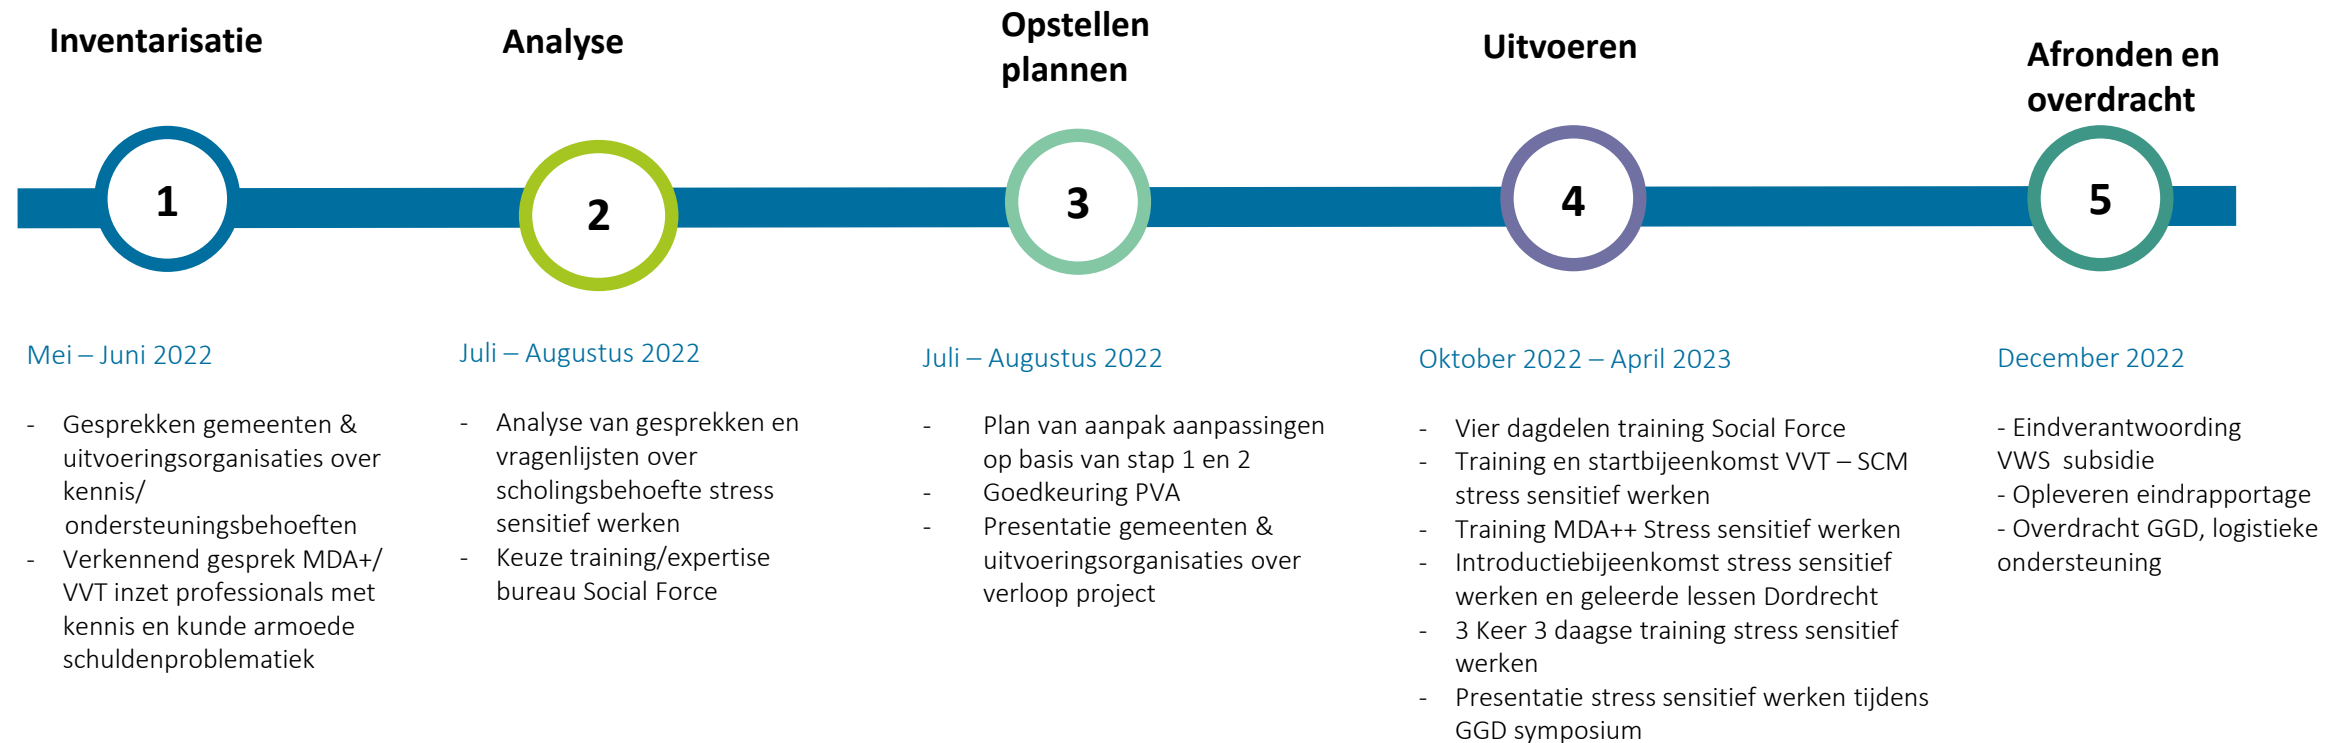 Inventarisatie
1
Mei – Juni 2022
- Gesprekken gemeenten &
uitvoeringsorganisaties over
kennis/
ondersteuningsbehoeften
- Verkennend gesprek MDA+/
VVT inzet professionals met
kennis en kunde armoede
schuldenproblematiek
Analyse
2
Juli – Augustus 2022
- Analyse van gesprekken en
vragenlijsten over
scholingsbehoefte stress
sensitief werken
- Keuze training/expertise
bureau Social Force
Opstellen
plannen
3
Juli – Augustus 2022
- Plan van aanpak aanpassingen
op basis van stap 1 en 2
- Goedkeuring PVA
- Presentatie gemeenten &
uitvoeringsorganisaties over
verloop project
Uitvoeren
4
Oktober 2022 – April 2023
- Vier dagdelen training Social Force
- Training en startbijeenkomst VVT – SCM
stress sensitief werken
- Training MDA++ Stress sensitief werken
- Introductiebijeenkomst stress sensitief
werken en geleerde lessen Dordrecht
- 3 Keer 3 daagse training stress sensitief
werken
- Presentatie stress sensitief werken tijdens
GGD symposium
Afronden en
overdracht
5
December 2022
- Eindverantwoording
VWS subsidie
- Opleveren eindrapportage
- Overdracht GGD, logistieke
ondersteuning